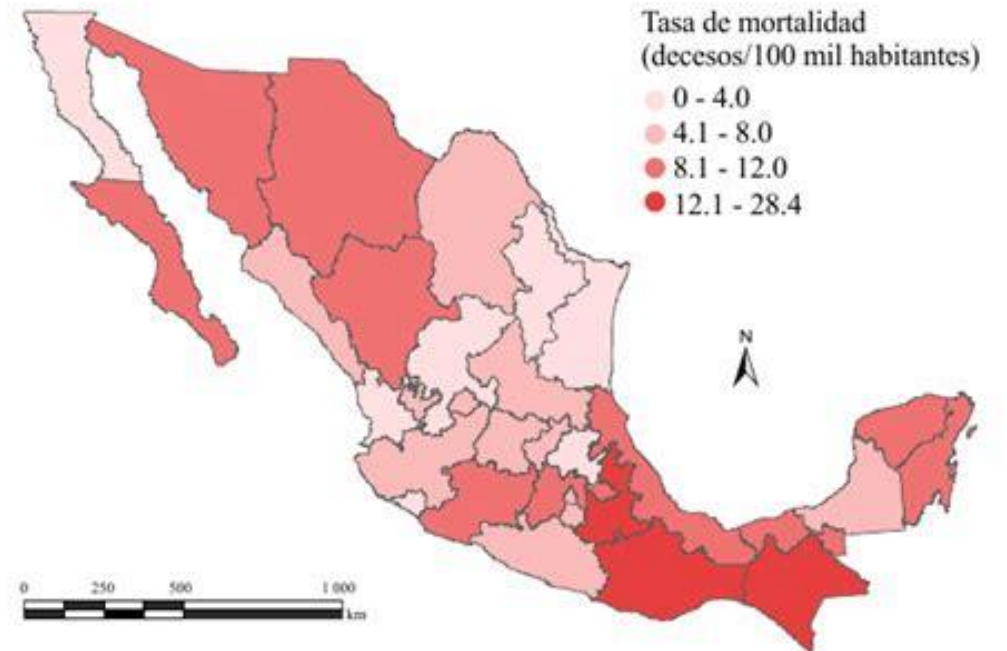 Tasa de mortalidad
(decesos/100 mil habitantes)
0 - 4.0
4.1 - 8.0
8.1 - 12.0
12.1 - 28.4
N
0 250 500 1 000
km